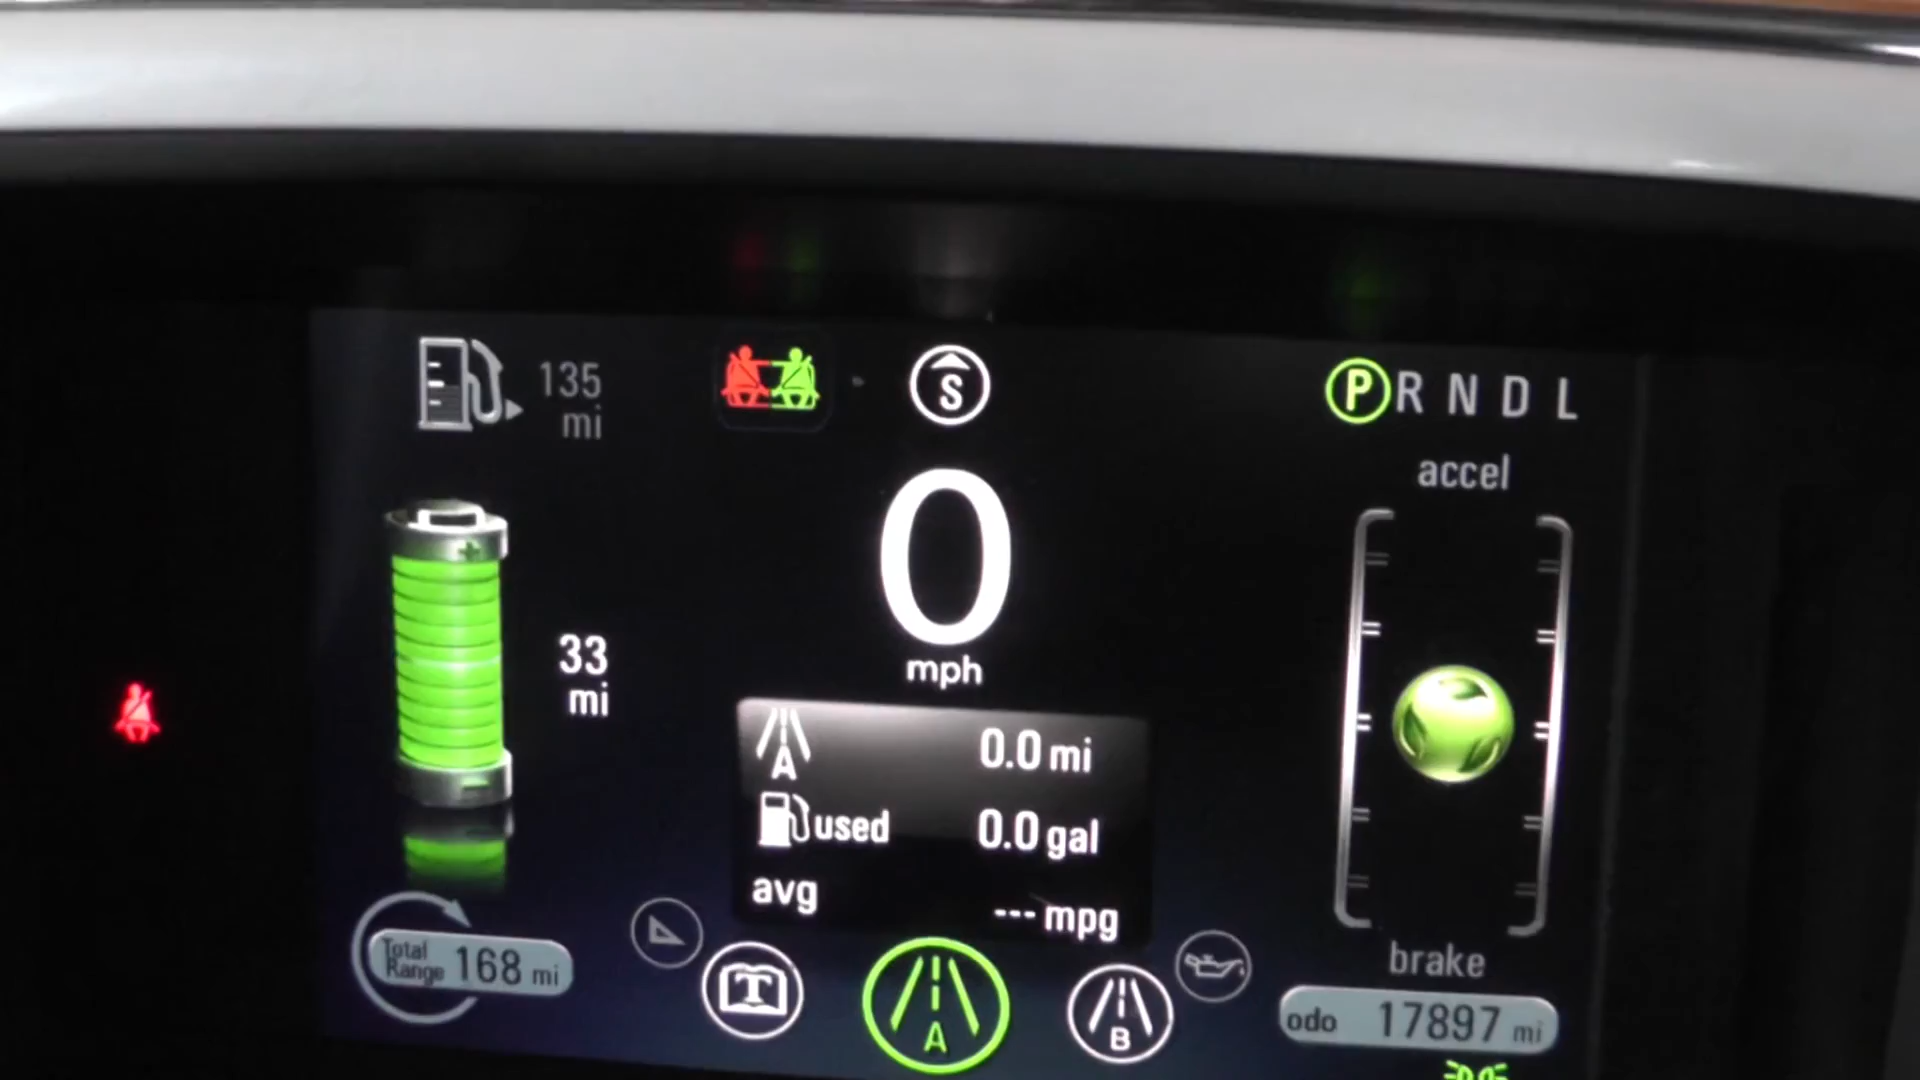 135 mi
S
P R N D L
accel
33 mi
0
mph
A 0.0 mi
used 0.0 gal
avg --- mpg
Total Range 168 mi
T
A
B
brake
odo 17897 mi